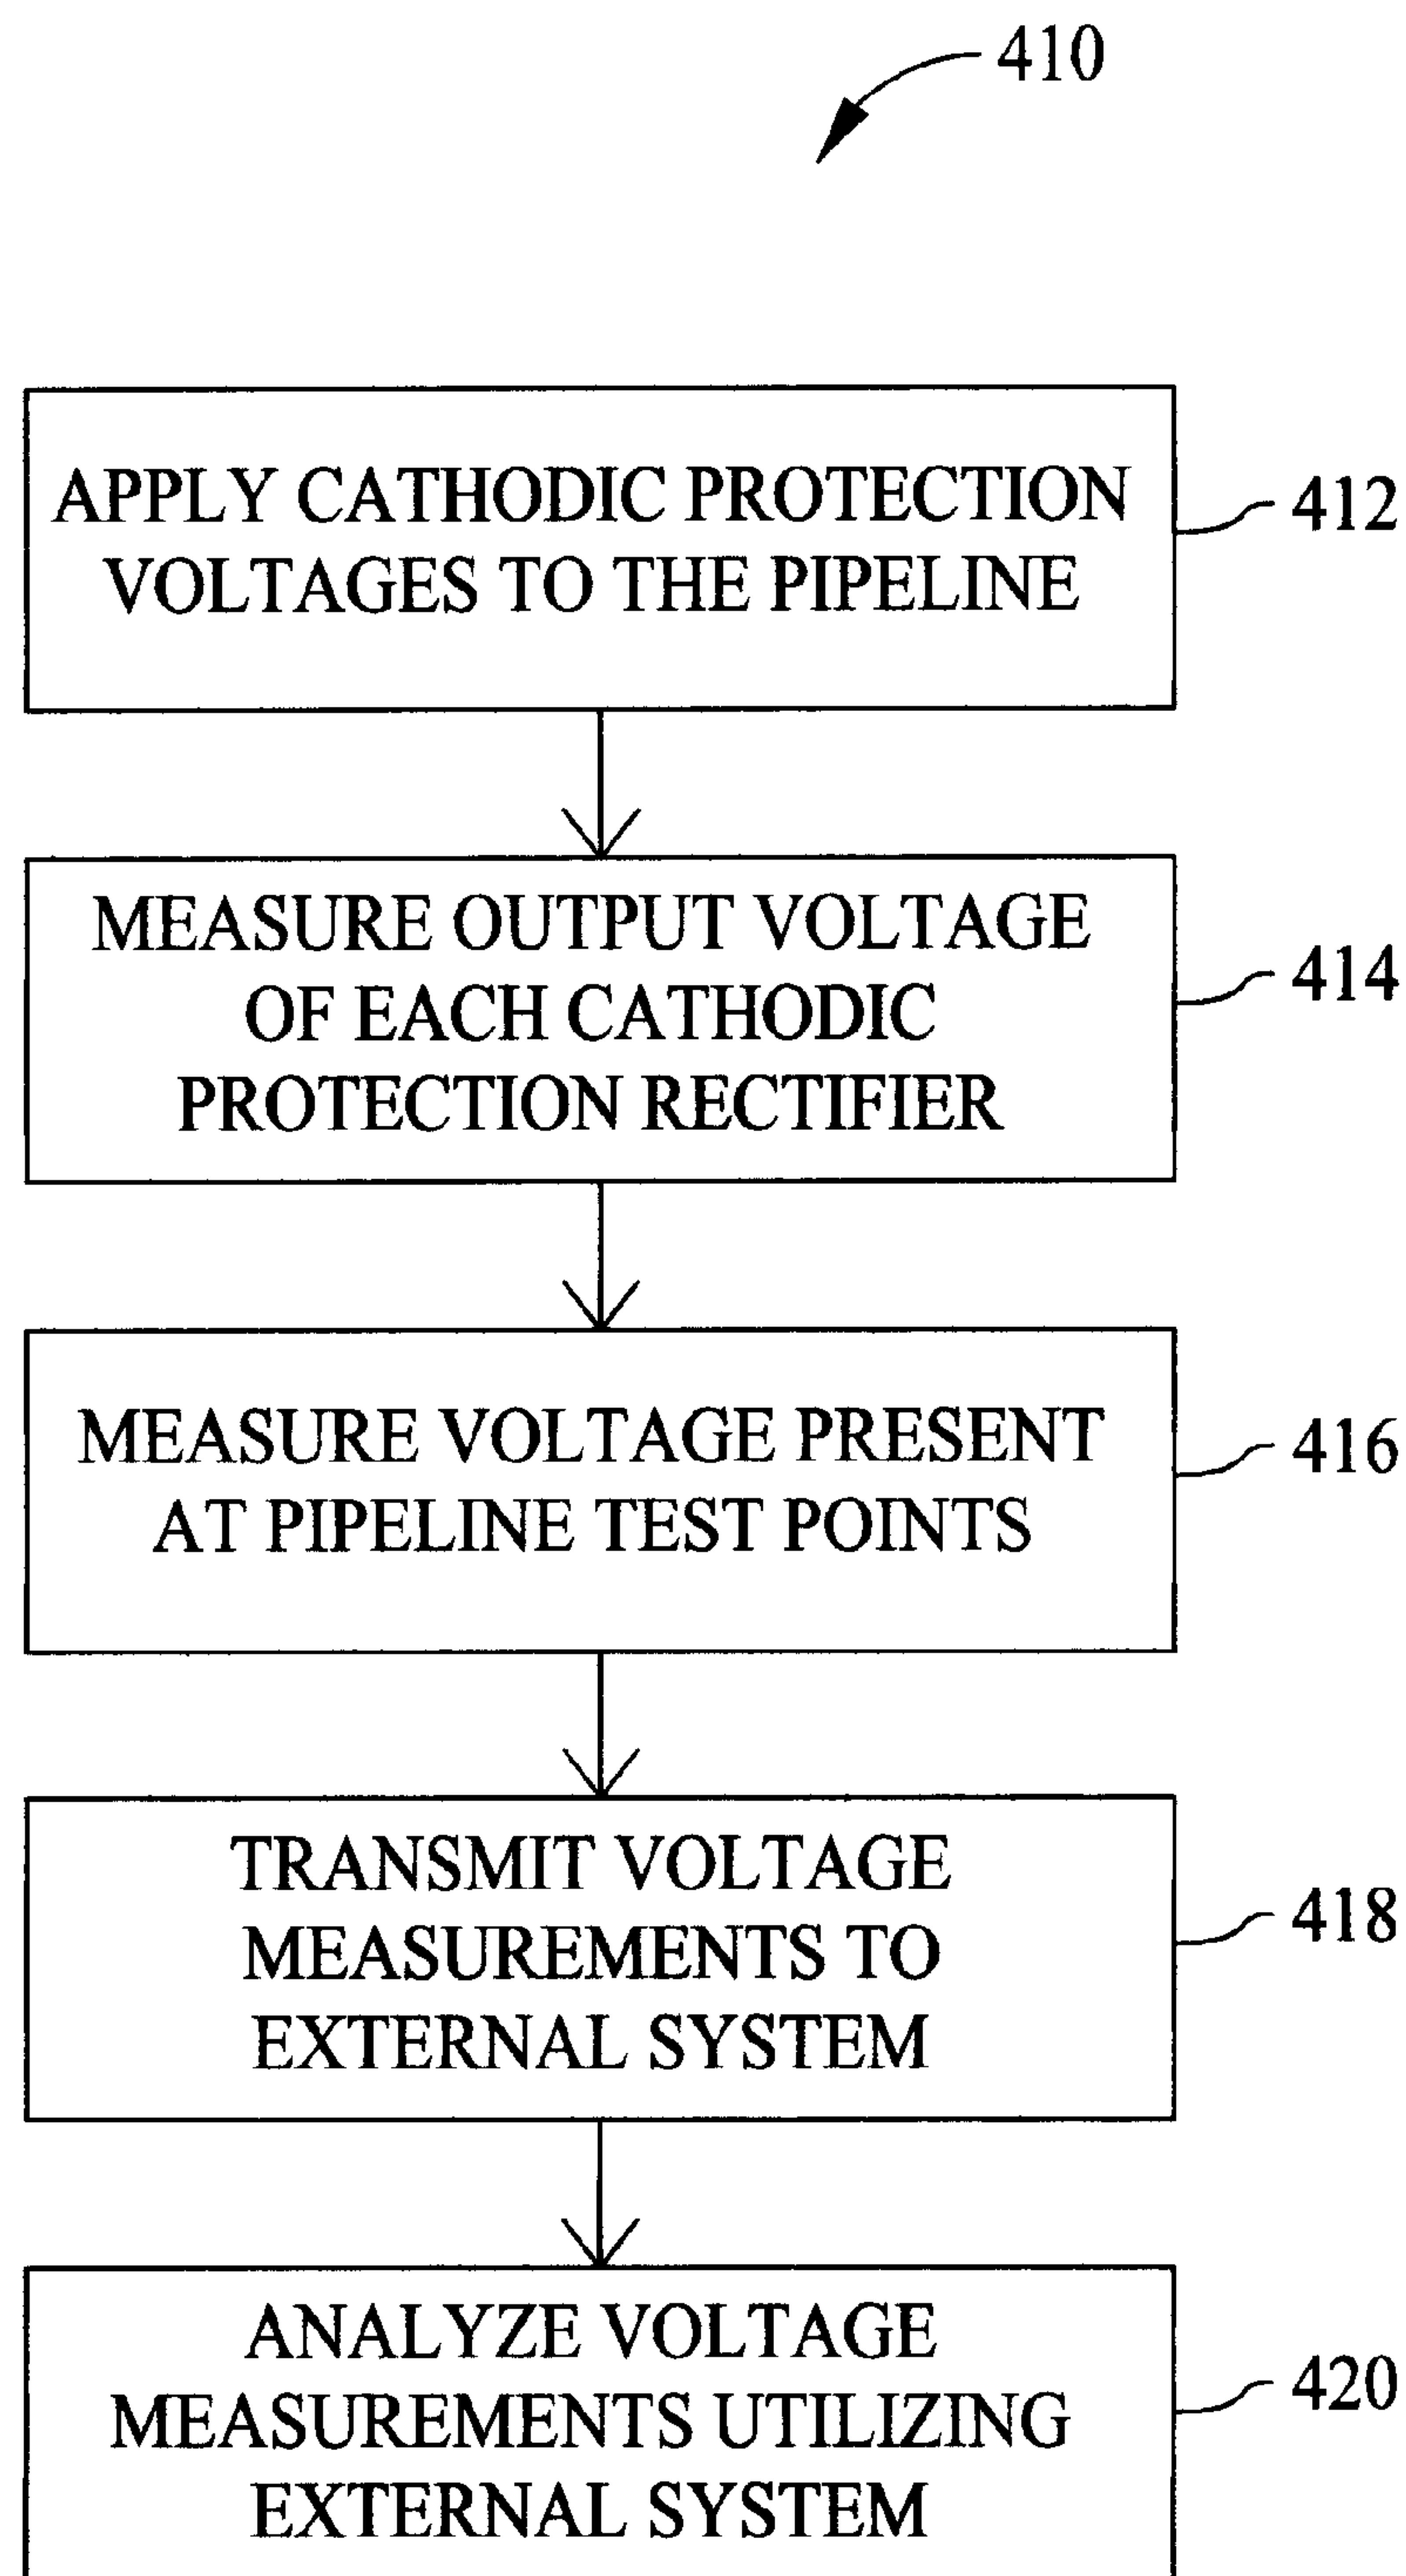 410
APPLY CATHODIC PROTECTION
VOLTAGES TO THE PIPELINE
412
MEASURE OUTPUT VOLTAGE
OF EACH CATHODIC
PROTECTION RECTIFIER
414
MEASURE VOLTAGE PRESENT
AT PIPELINE TEST POINTS
416
TRANSMIT VOLTAGE
MEASUREMENTS TO
EXTERNAL SYSTEM
418
ANALYZE VOLTAGE
MEASUREMENTS UTILIZING
EXTERNAL SYSTEM
420